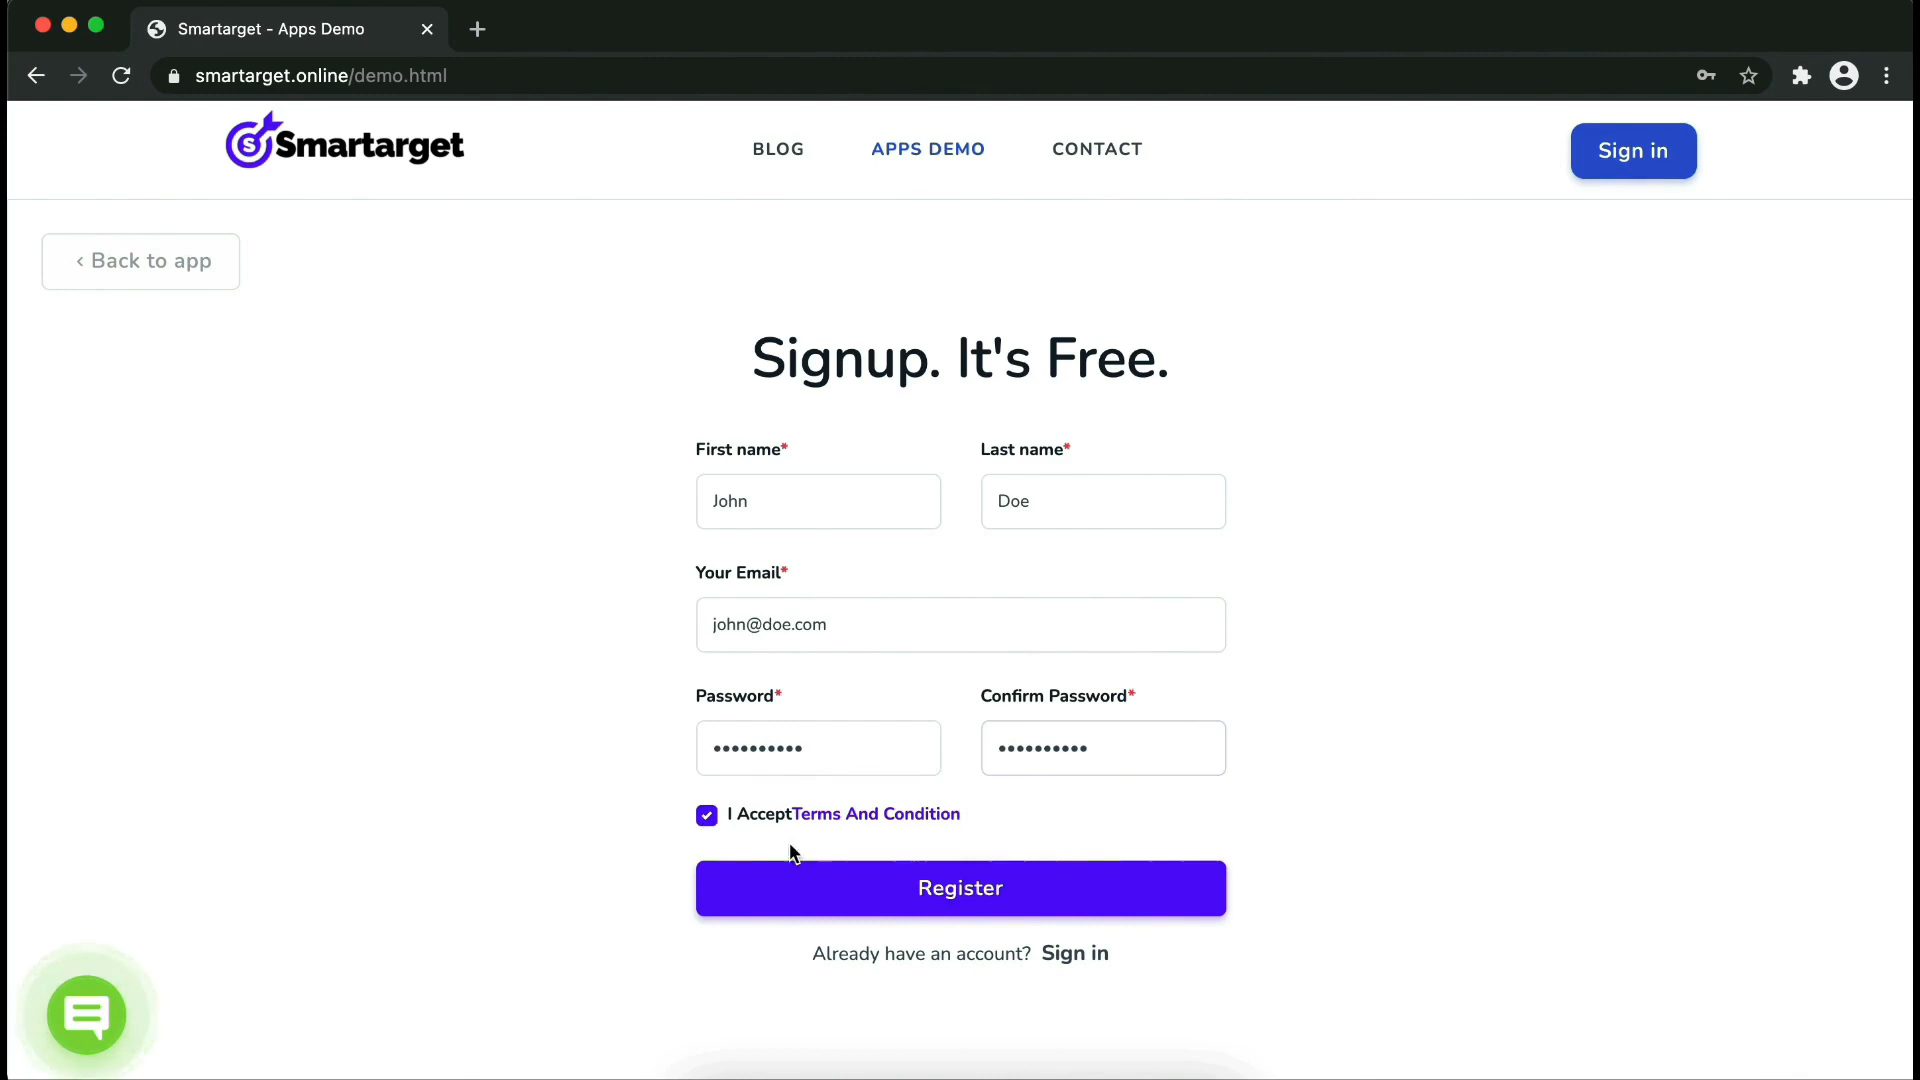 Smartarget - Apps Demo
smartarget.online/demo.html
Smartarget
BLOG
APPS DEMO
CONTACT
Sign in
‹ Back to app
Signup. It's Free.
First name*
Last name*
John
Doe
Your Email*
john@doe.com
Password*
Confirm Password*
••••••••••
••••••••••
I AcceptTerms And Condition
Register
Already have an account? Sign in